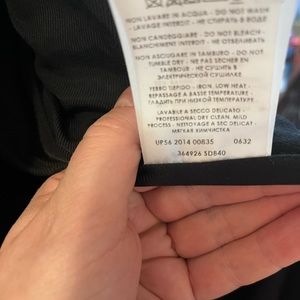 NON LAVARE IN ACQUA - DO NOT WASH
LAVAGE - НЕ СТИРАТЬ В ВОДЕ
NON CANDEGGIARE - DO NOT BLEACH -
BLANCHIMENT INTERDIT - НЕ ОТБЕЛИВАТЬ
NON ASCIUGARE IN TAMBURO - DO NOT
TUMBLE DRY - NE PAS SÉCHER EN
TAMBOUR - НЕ СУШИТЬ В
ЭЛЕКТРИЧЕСКОЙ СУШИЛКЕ
FERRO TIEPIDO - IRON, LOW HEAT -
REPASSAGE A BASSE TEMPERATURE -
ГЛАДИТЬ ПРИ НИЗКОЙ ТЕМПЕРАТУРЕ.
LAVABILE A SECCO DELICATO -
PROFESSIONAL DRY CLEAN, MILD
PROCESS - NETTOYAGE A SEC DELICAT -
МЯГКАЯ ХИМЧИСТКА
UP56 2014 00835 0632
364926 5D840